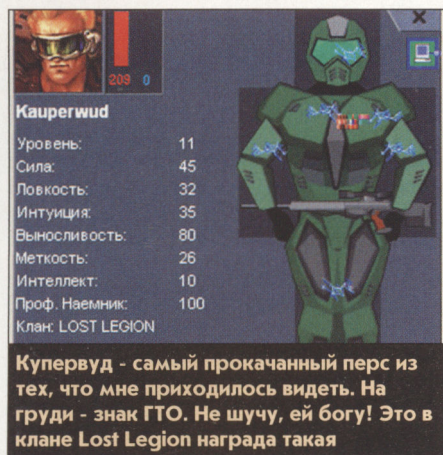 209 0
Kauperwud
Уровень: 11
Сила: 45
Ловкость: 32
Интуиция: 35
Выносливость: 80
Меткость: 26
Интеллект: 10
Проф. Наемник: 100
Клан: LOST LEGION
Купервуд - самый прокачанный перс из
тех, что мне приходилось видеть. На
груди - знак ГТО. Не шучу, ей богу! Это в
клане Lost Legion награда такая